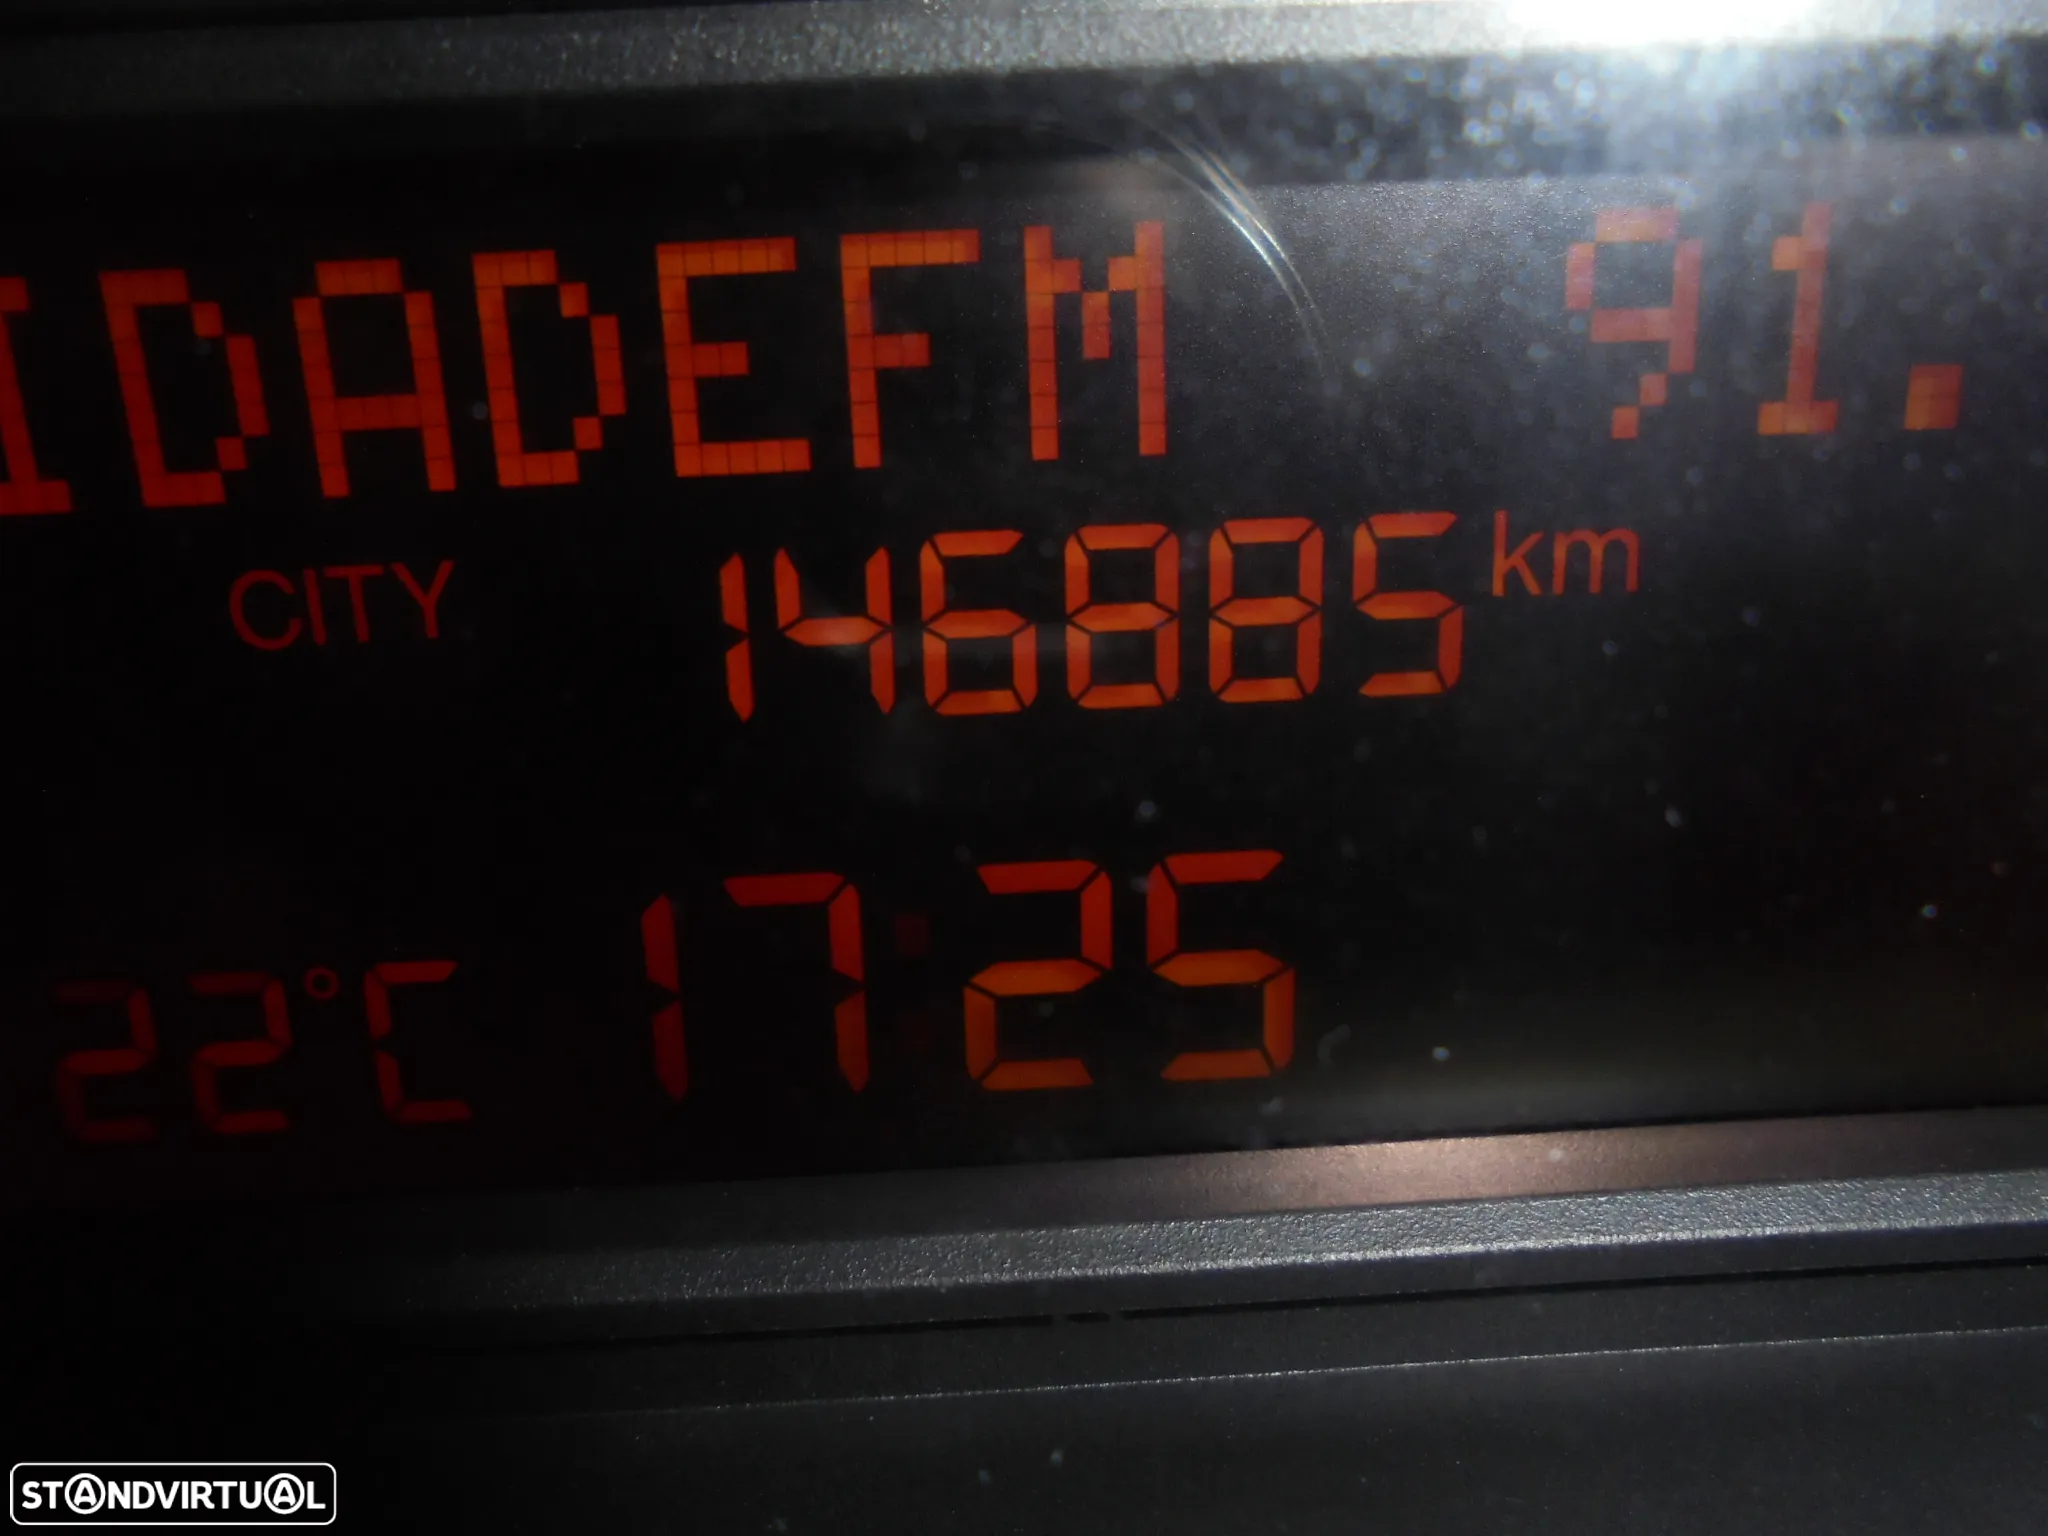 IDADEFM 91.
CITY 146885 km
22°C 17:25
STANDVIRTUAL